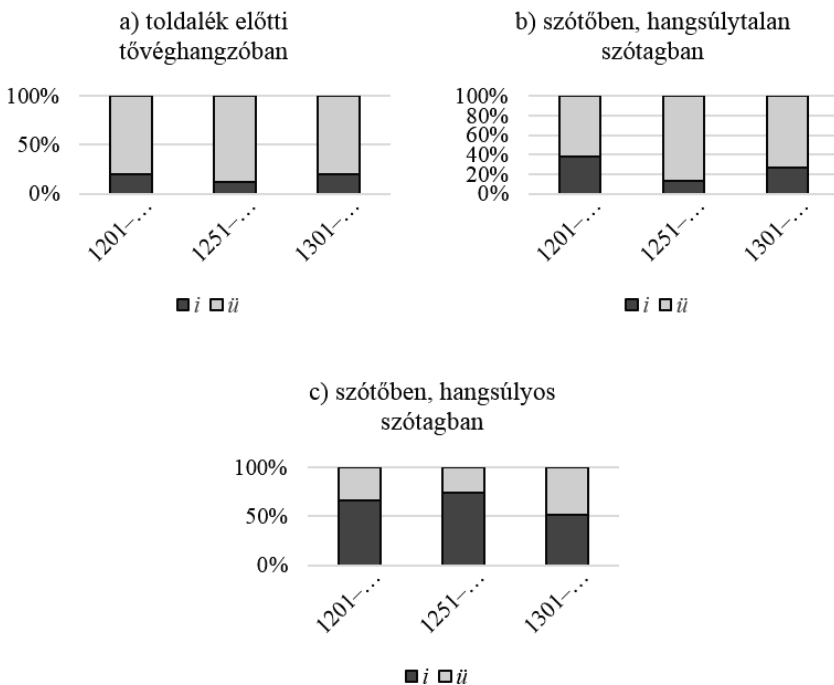 a) toldalék előtti
tővéghangzóban
100%
50%
0%
1201–…
1251–…
1301–…
i ü
b) szótőben, hangsúlytalan
szótagban
100%
80%
60%
40%
20%
0%
1201–…
1251–…
1301–…
i ü
c) szótőben, hangsúlyos
szótagban
100%
50%
0%
1201–…
1251–…
1301–…
i ü